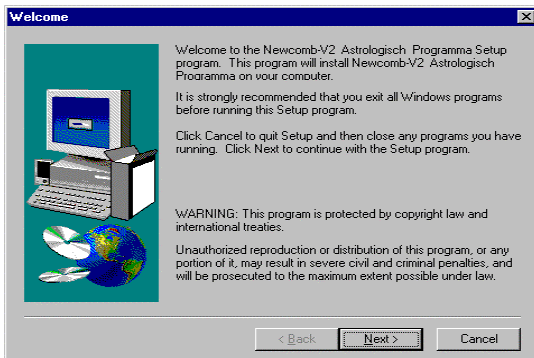 Welcome
Welcome to the Newcomb-V2 Astrologisch Programma Setup
program. This program will install Newcomb-V2 Astrologisch
Programma on your computer.
It is strongly recommended that you exit all Windows programs
before running this Setup program.
Click Cancel to quit Setup and then close any programs you have
running. Click Next to continue with the Setup program.
WARNING: This program is protected by copyright law and
international treaties.
Unauthorized reproduction or distribution of this program, or any
portion of it, may result in severe civil and criminal penalties, and
will be prosecuted to the maximum extent possible under law.
< Back Next > Cancel